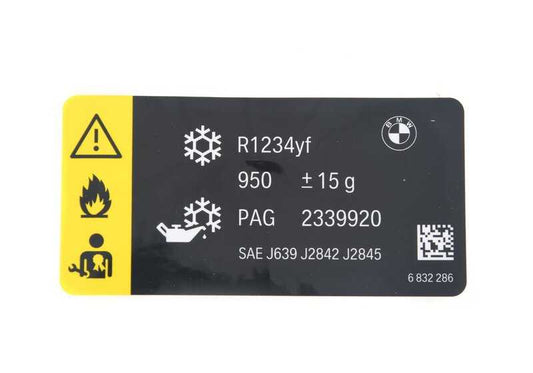 BMW
R1234yf
950 ± 15 g
PAG 2339920
SAE J639 J2842 J2845
6 832 286